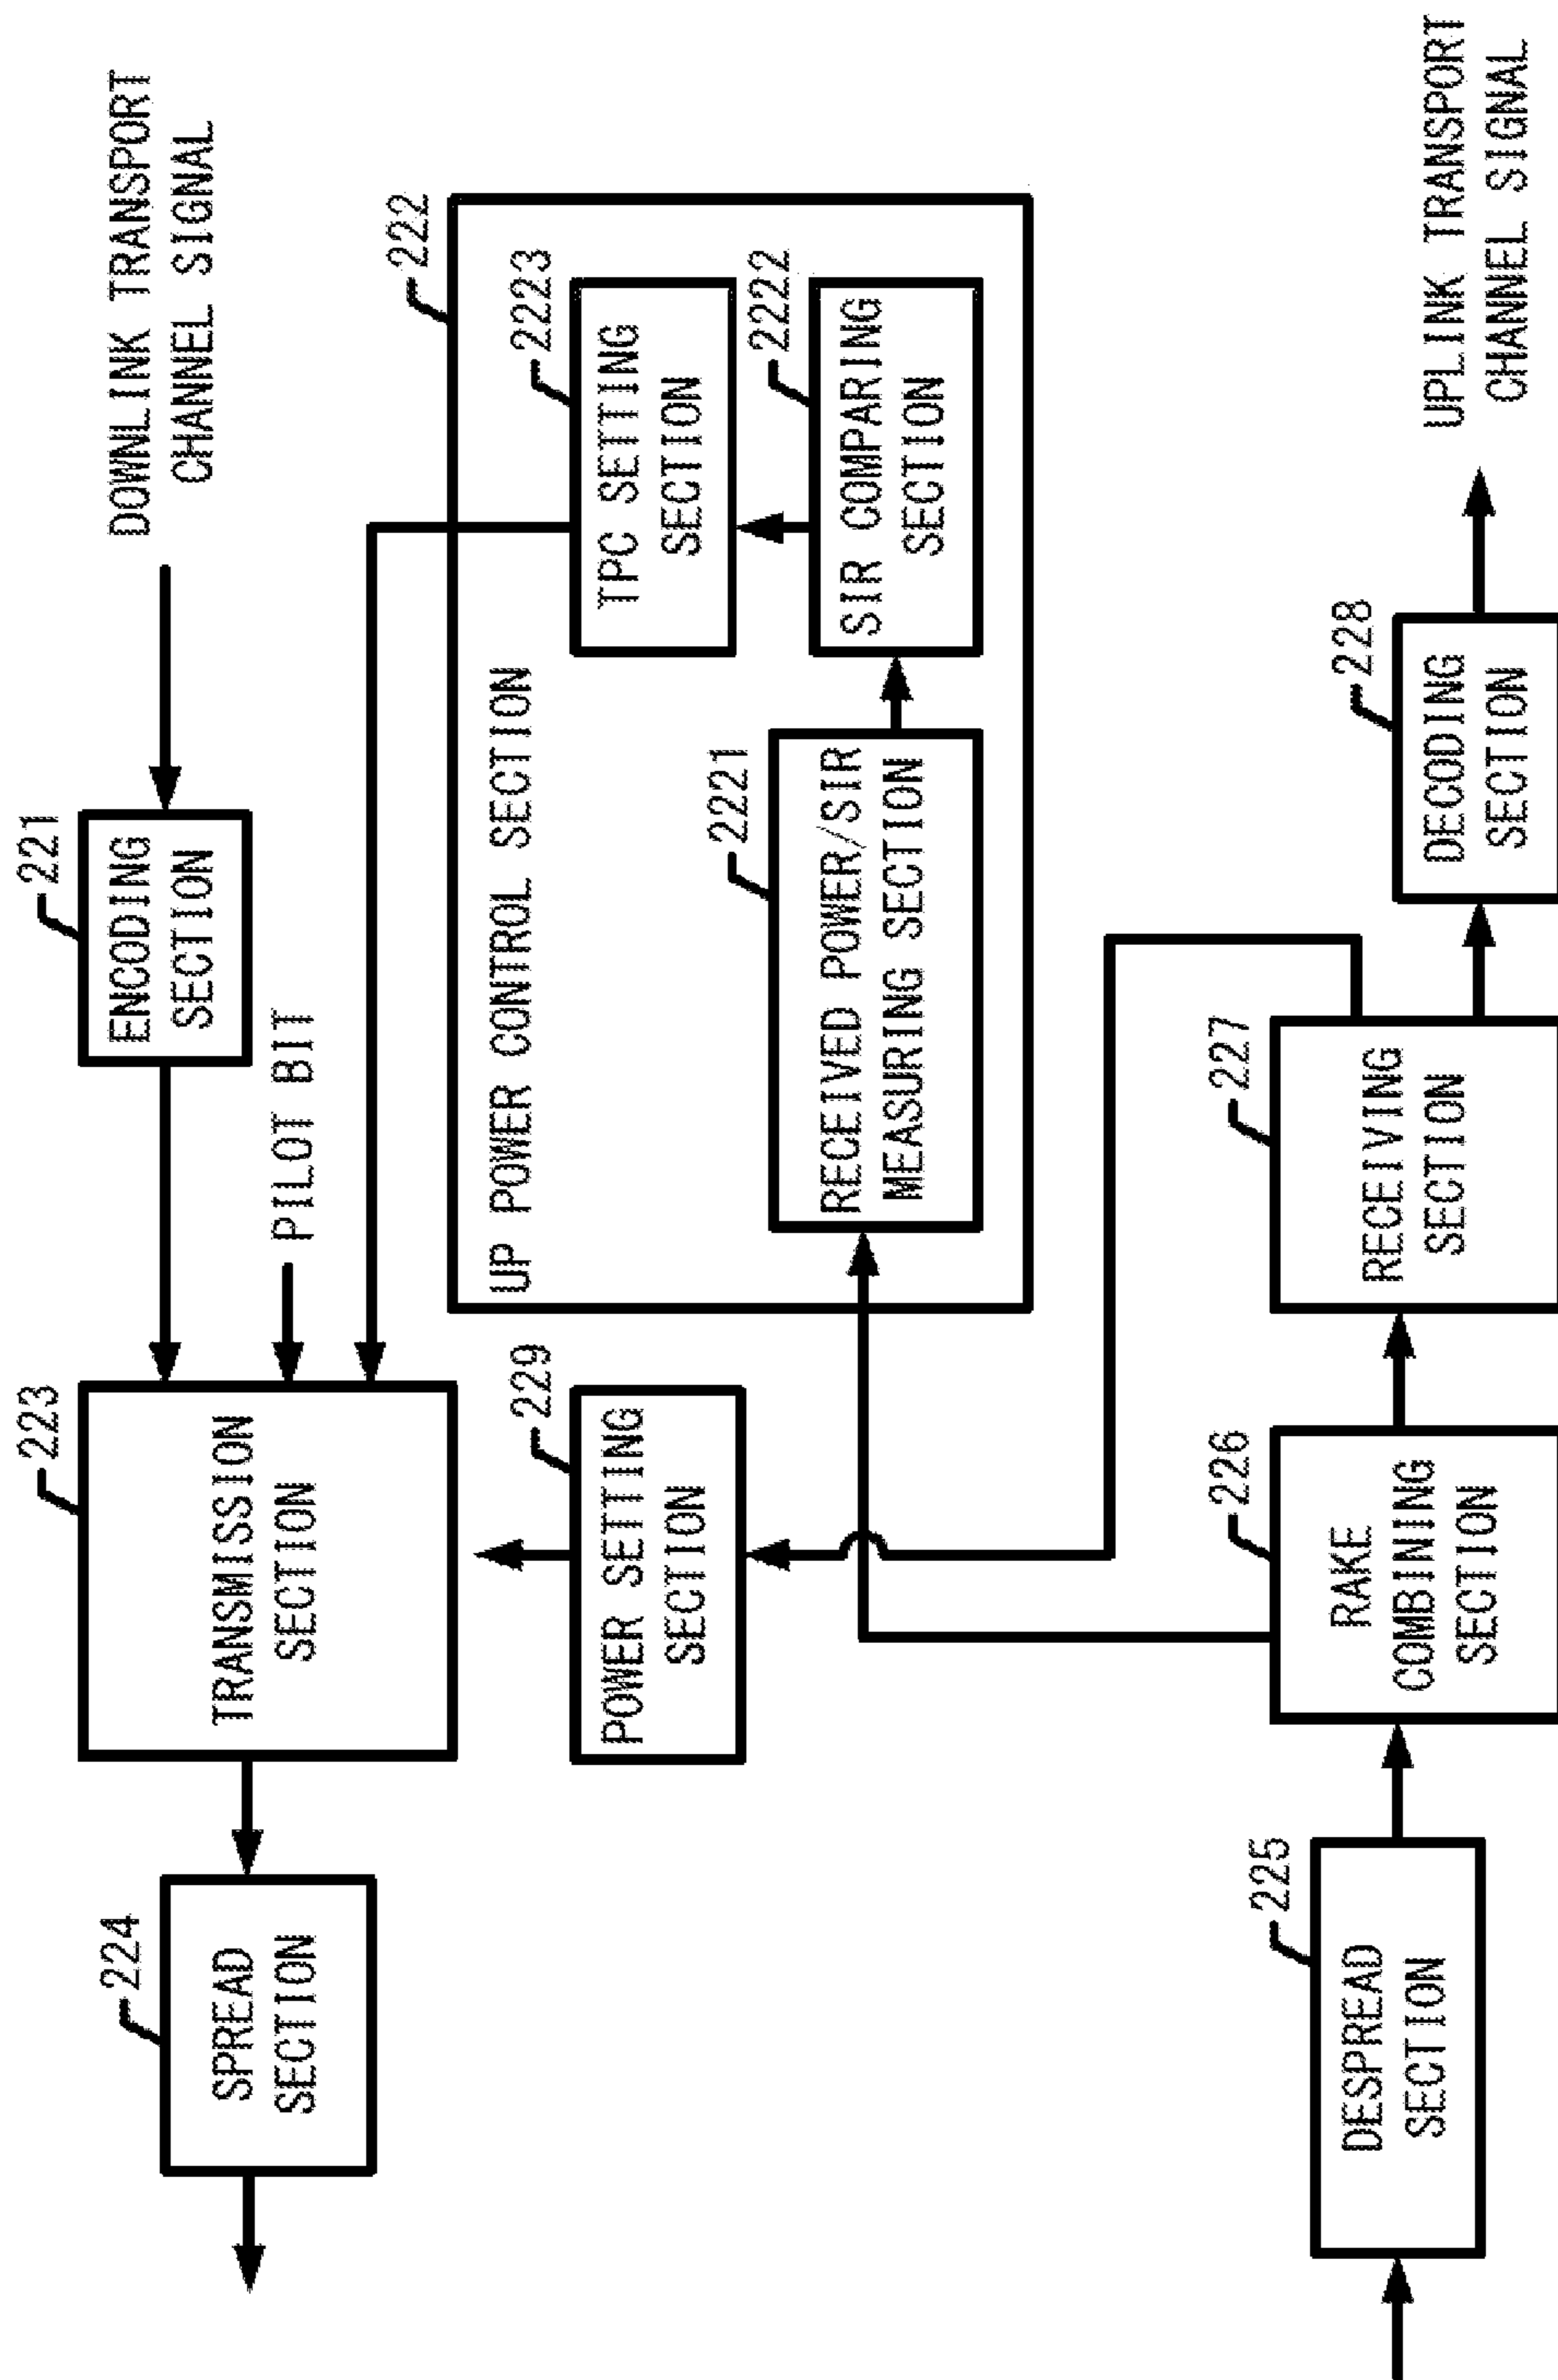 DOWNLINK TRANSPORT
CHANNEL SIGNAL
221
ENCODING
SECTION
PILOT BIT
223
TRANSMISSION
SECTION
224
SPREAD
SECTION
222
UP POWER CONTROL SECTION
2223
TPC SETTING
SECTION
2222
SIR COMPARING
SECTION
2221
RECEIVED POWER/SIR
MEASURING SECTION
229
POWER SETTING
SECTION
225
DESPREAD
SECTION
226
RAKE
COMBINING
SECTION
227
RECEIVING
SECTION
228
DECODING
SECTION
UPLINK TRANSPORT
CHANNEL SIGNAL